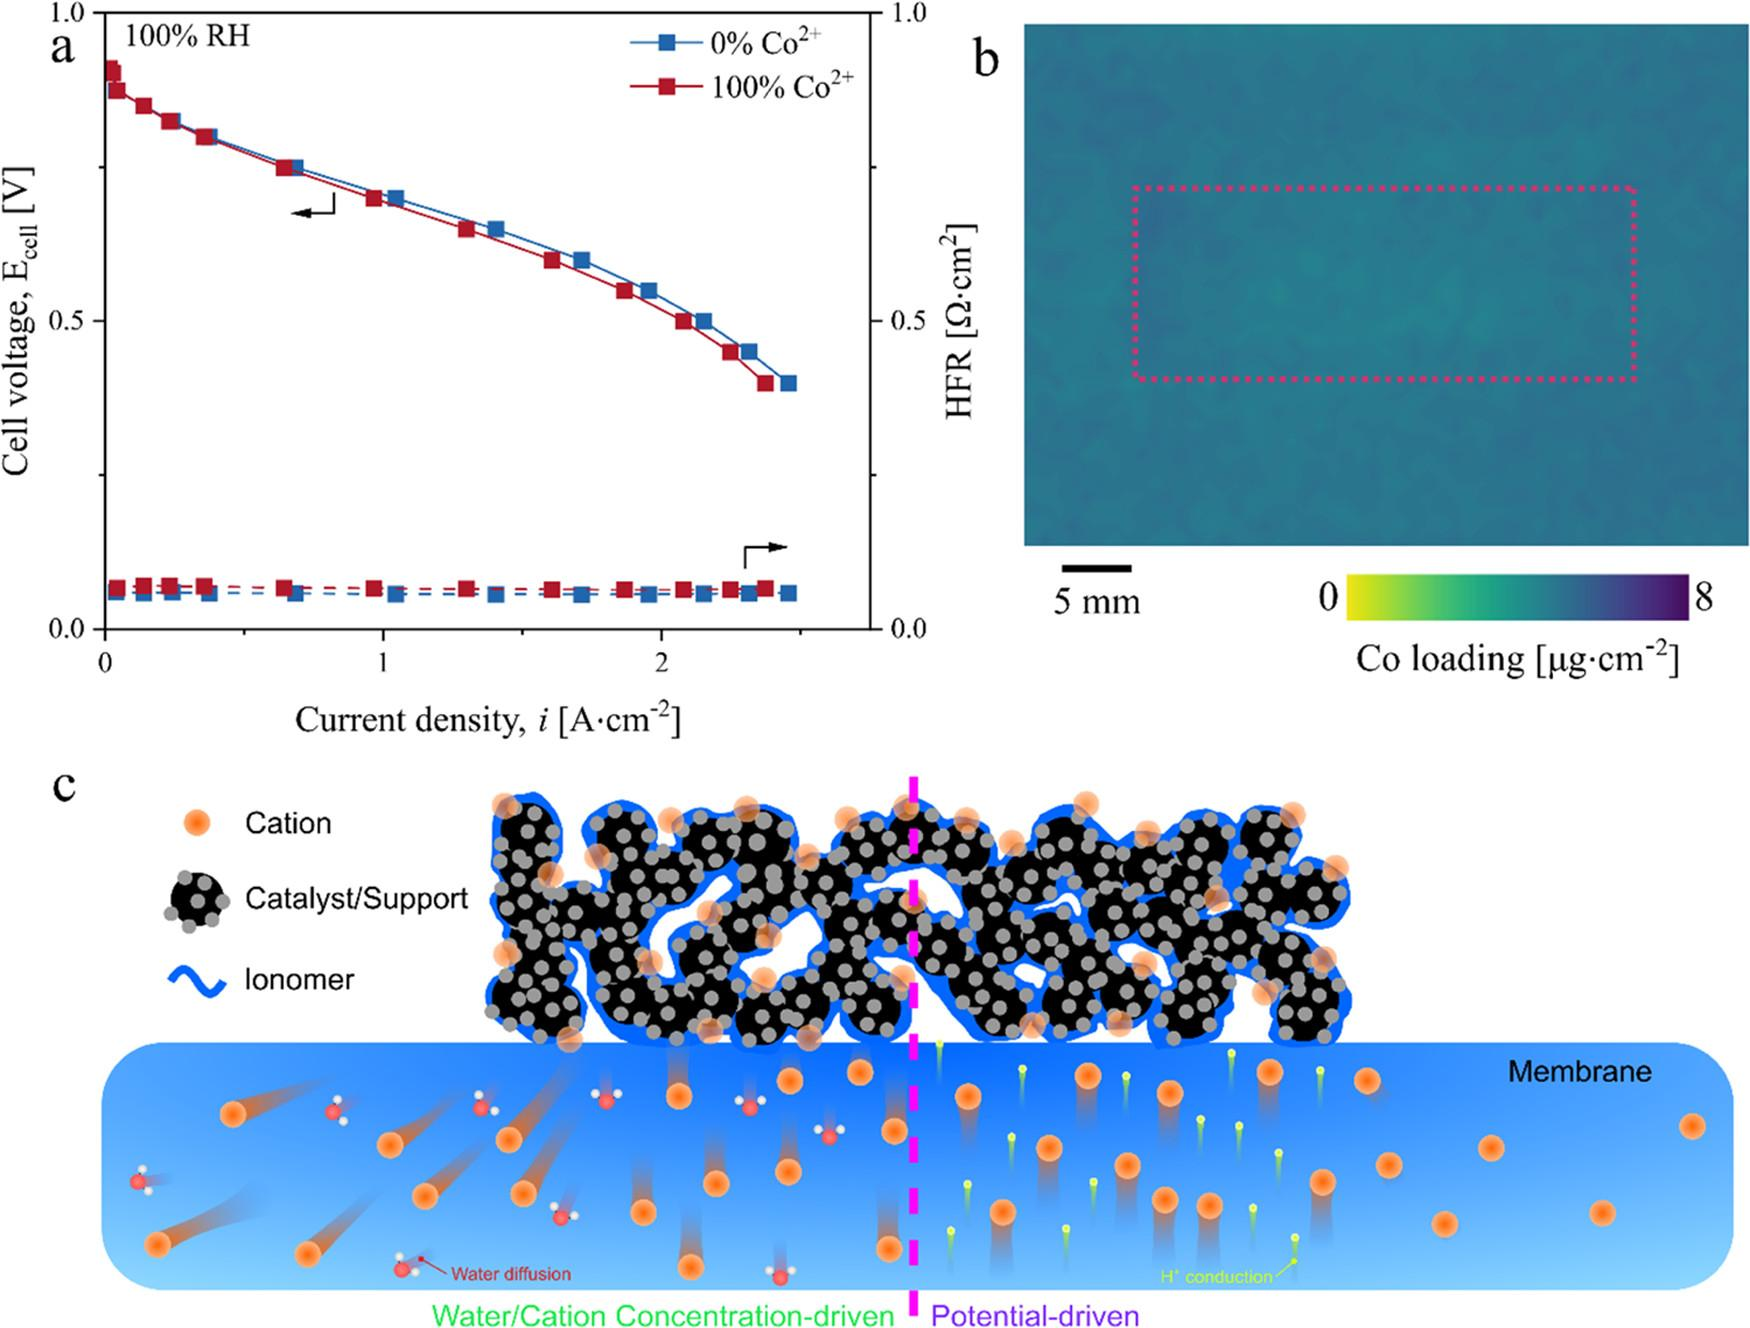 a
100% RH
0% Co²⁺
100% Co²⁺
1.0
0.5
0.0
1.0
0.5
0.0
Cell voltage, E_cell [V]
HFR [Ω·cm²]
0
1
2
Current density, i [A·cm⁻²]
b
5 mm
0
8
Co loading [µg·cm⁻²]
c
Cation
Catalyst/Support
Ionomer
Membrane
Water diffusion
H⁺ conduction
Water/Cation Concentration-driven
Potential-driven